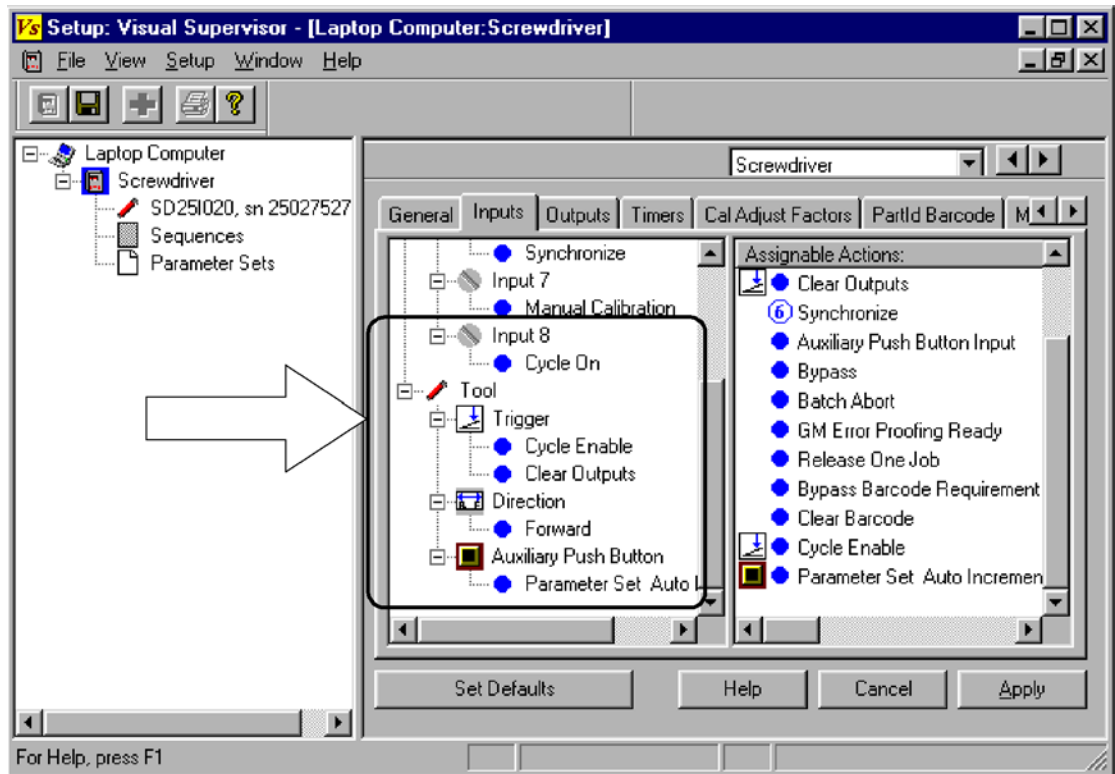 Vs Setup: Visual Supervisor - [Laptop Computer:Screwdriver]
File View Setup Window Help
Laptop Computer
Screwdriver
SD25I020, sn 25027527
Sequences
Parameter Sets
Screwdriver
General Inputs Outputs Timers Cal Adjust Factors PartId Barcode M
Synchronize
Input 7
Manual Calibration
Input 8
Cycle On
Tool
Trigger
Cycle Enable
Clear Outputs
Direction
Forward
Auxiliary Push Button
Parameter Set Auto I
Assignable Actions:
Clear Outputs
6 Synchronize
Auxiliary Push Button Input
Bypass
Batch Abort
GM Error Proofing Ready
Release One Job
Bypass Barcode Requirement
Clear Barcode
Cycle Enable
Parameter Set Auto Incremen
Set Defaults Help Cancel Apply
For Help, press F1